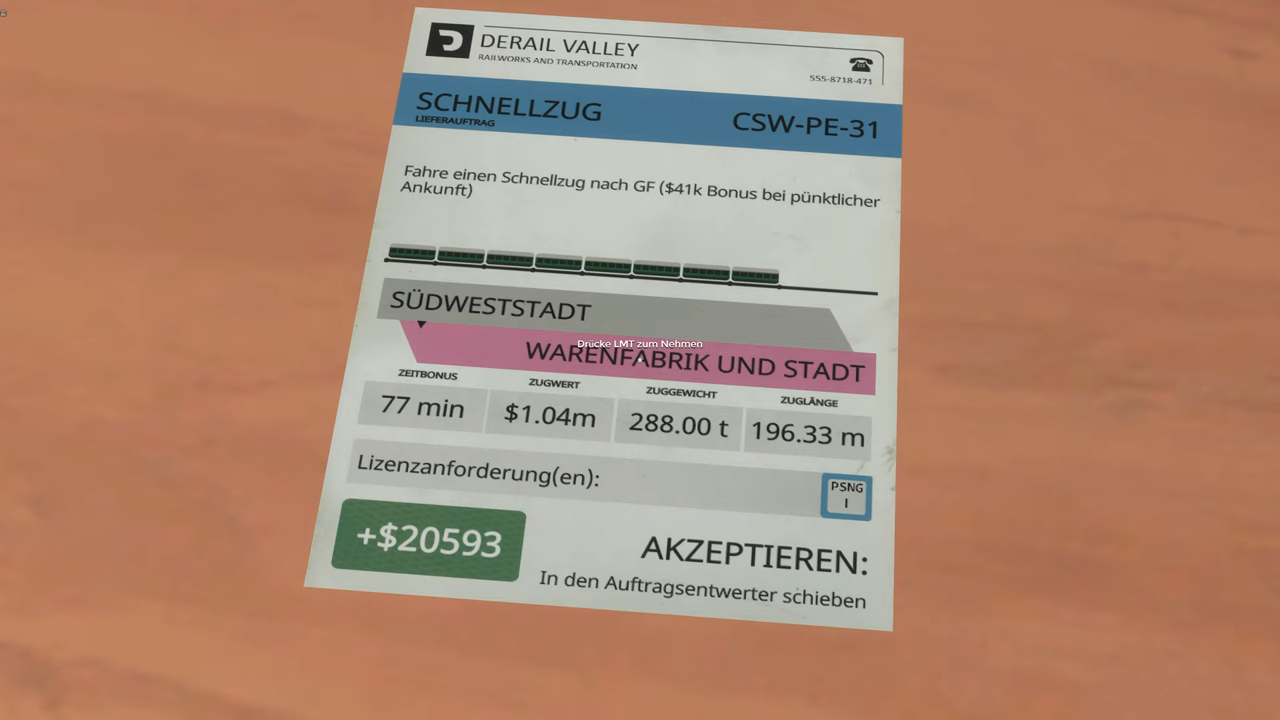 DERAIL VALLEY
RAILWORKS AND TRANSPORTATION
555-8718-471
SCHNELLZUG
CSW-PE-31
LIEFERAUFTRAG
Fahre einen Schnellzug nach GF ($41k Bonus bei pünktlicher
Ankunft)
SÜDWESTSTADT
Drücke LMT zum Nehmen
WARENFABRIK UND STADT
ZEITBONUS ZUGWERT ZUGGEWICHT ZUGLÄNGE
77 min $1.04m 288.00 t 196.33 m
Lizenzanforderung(en):
PSNG
I
+$20593
AKZEPTIEREN:
In den Auftragsentwerter schieben